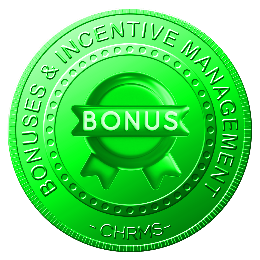 BONUSES & INCENTIVE MANAGEMENT
BONUS
- CHRMS -